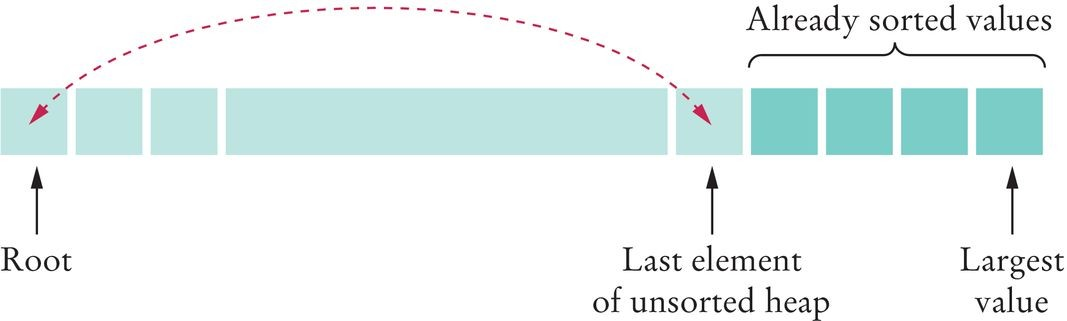 Already sorted values
Root
Last element
of unsorted heap
Largest
value